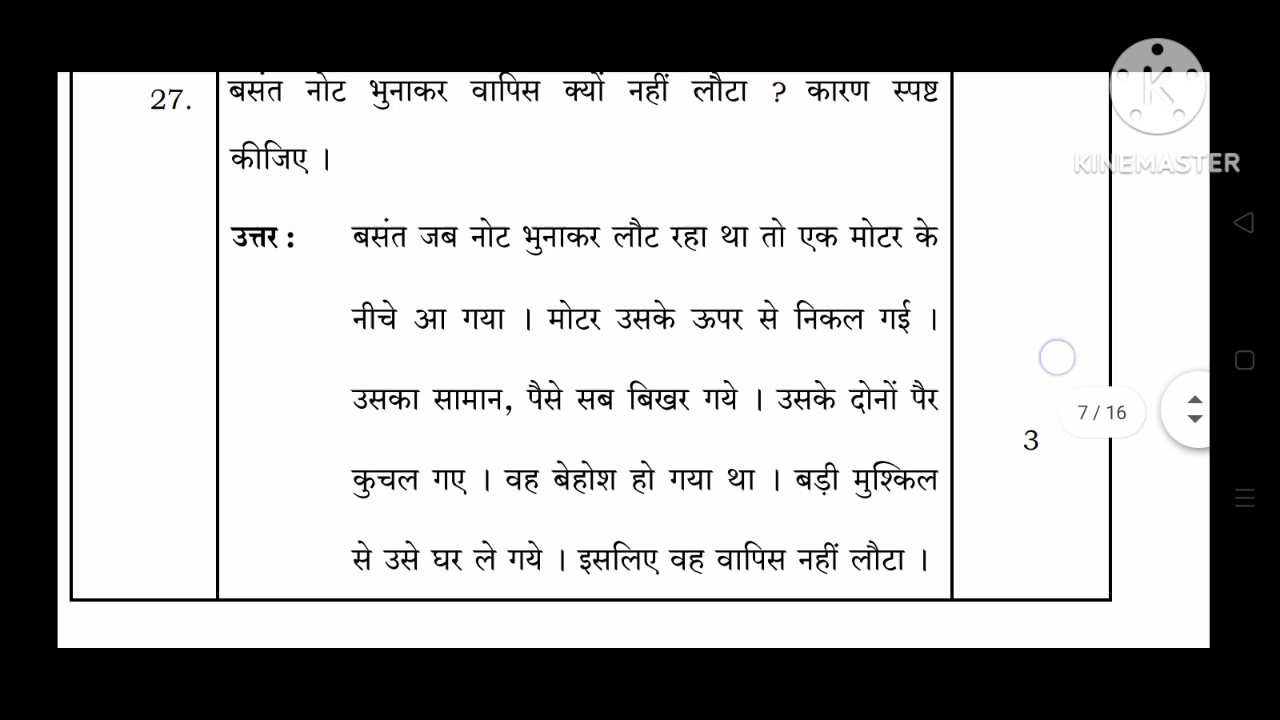 KINEMASTER
27. बसंत नोट भुनाकर वापिस क्यों नहीं लौटा ? कारण स्पष्ट
कीजिए ।
उत्तर : बसंत जब नोट भुनाकर लौट रहा था तो एक मोटर के
नीचे आ गया । मोटर उसके ऊपर से निकल गई ।
उसका सामान, पैसे सब बिखर गये । उसके दोनों पैर
7 / 16
3
कुचल गए । वह बेहोश हो गया था । बड़ी मुश्किल
से उसे घर ले गये । इसलिए वह वापिस नहीं लौटा ।